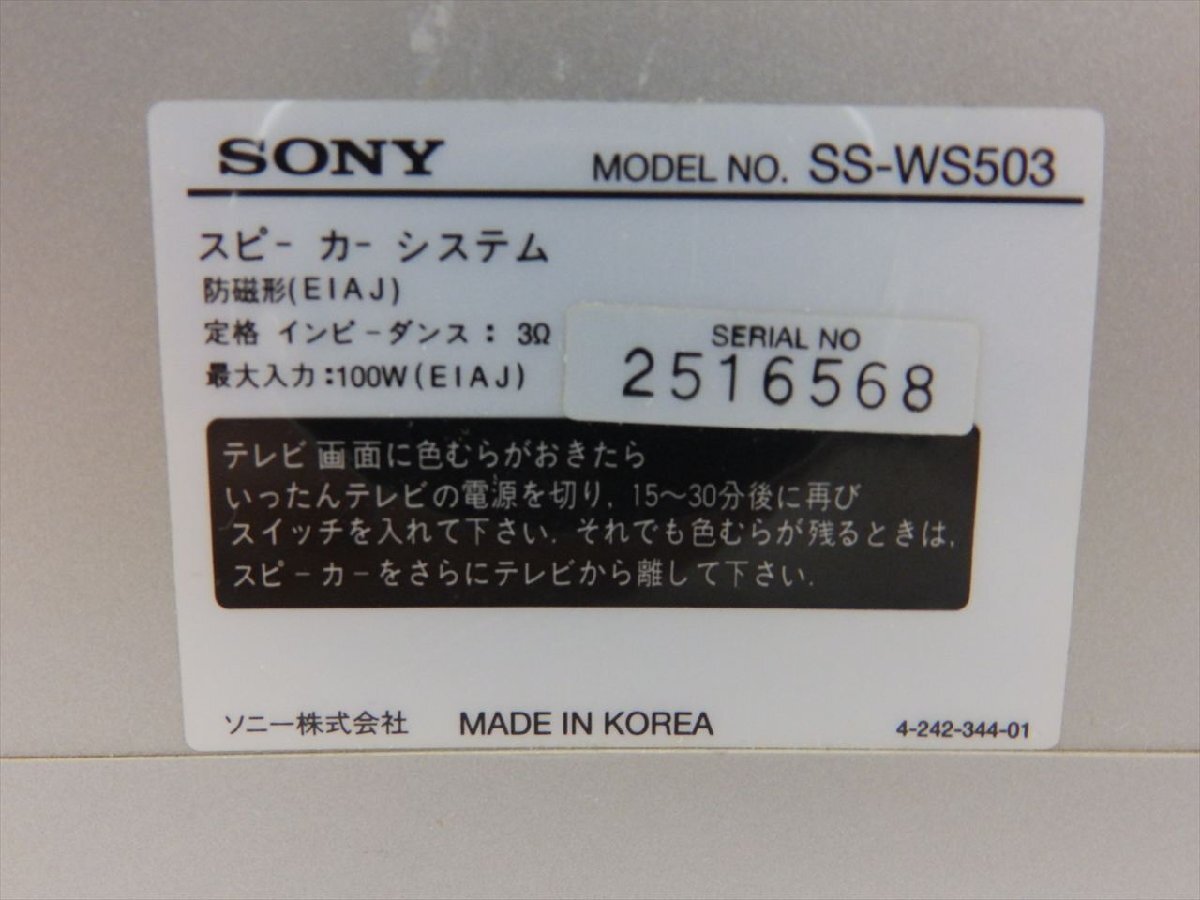 SONY MODEL NO. SS-WS503
スピーカーシステム
防磁形(EIAJ)
定格 インピーダンス : 3Ω
最大入力:100W(EIAJ)
SERIAL NO
2516568
テレビ画面に色むらがおきたら
いったんテレビの電源を切り, 15〜30分後に再び
スイッチを入れて下さい. それでも色むらが残るときは,
スピーカーをさらにテレビから離して下さい.
ソニー株式会社 MADE IN KOREA 4-242-344-01